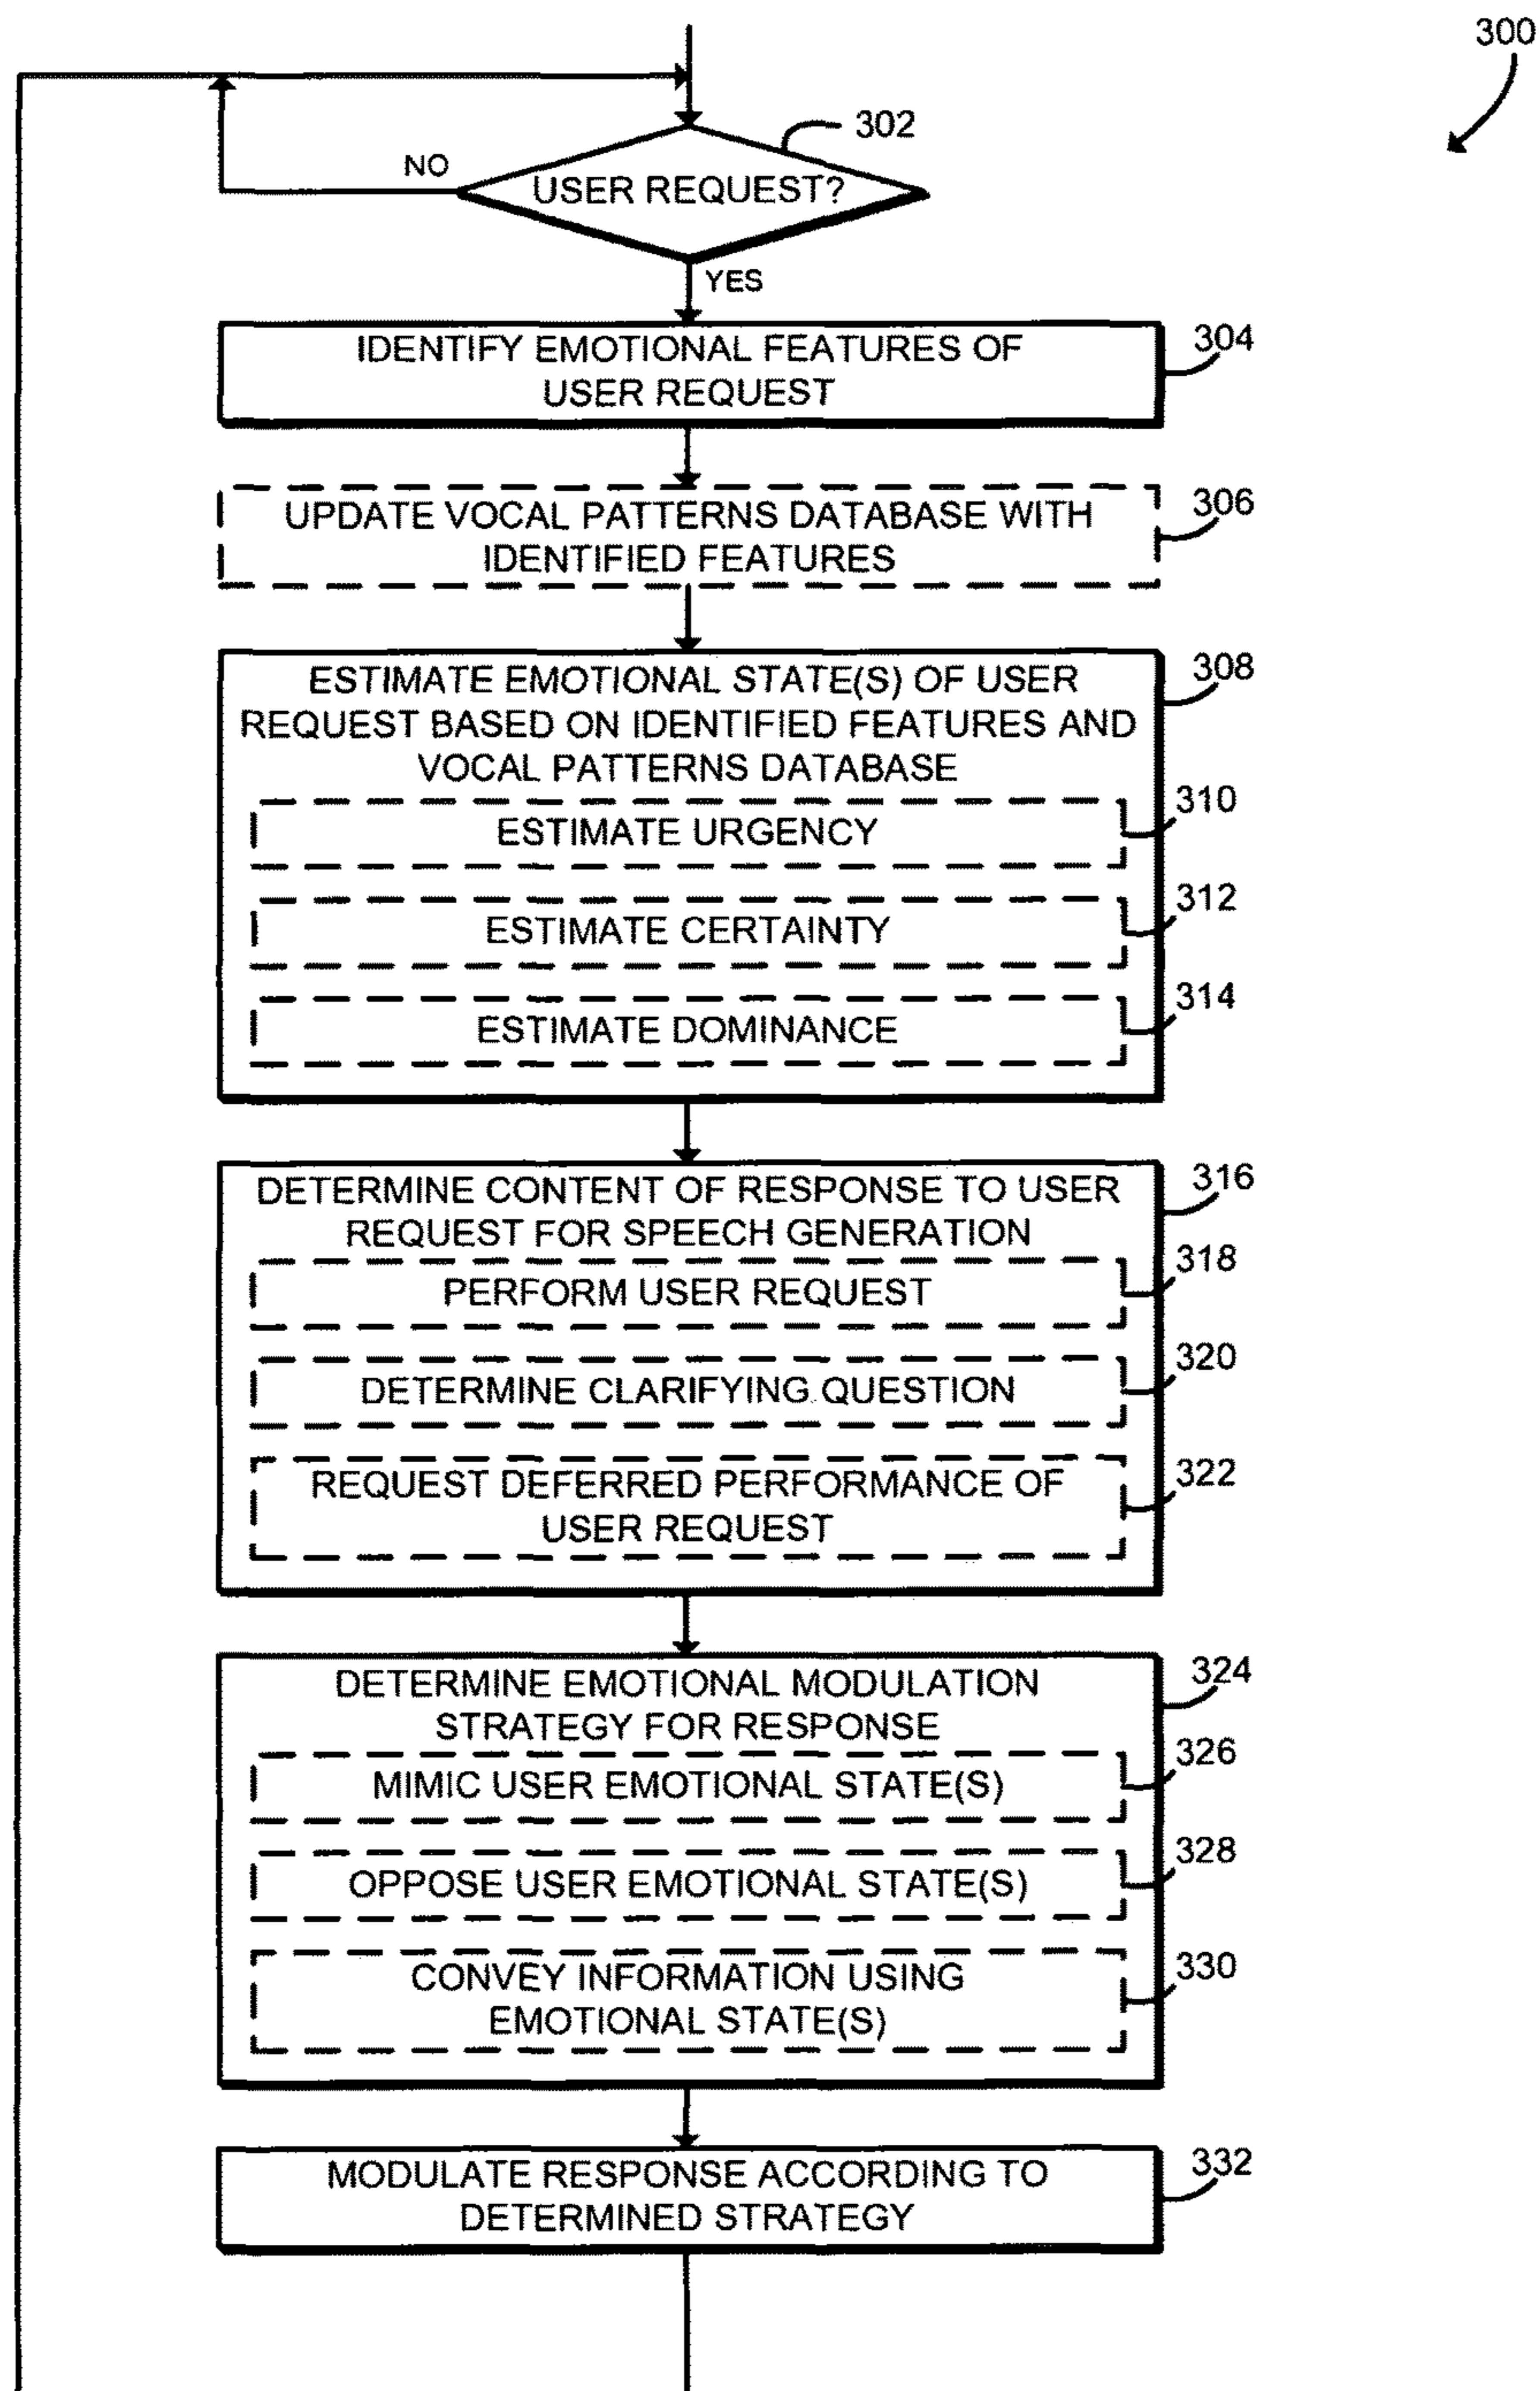 300
302
NO
USER REQUEST?
YES
IDENTIFY EMOTIONAL FEATURES OF
USER REQUEST
304
UPDATE VOCAL PATTERNS DATABASE WITH
IDENTIFIED FEATURES
306
ESTIMATE EMOTIONAL STATE(S) OF USER
REQUEST BASED ON IDENTIFIED FEATURES AND
VOCAL PATTERNS DATABASE
308
ESTIMATE URGENCY
310
ESTIMATE CERTAINTY
312
ESTIMATE DOMINANCE
314
DETERMINE CONTENT OF RESPONSE TO USER
REQUEST FOR SPEECH GENERATION
316
PERFORM USER REQUEST
318
DETERMINE CLARIFYING QUESTION
320
REQUEST DEFERRED PERFORMANCE OF
USER REQUEST
322
DETERMINE EMOTIONAL MODULATION
STRATEGY FOR RESPONSE
324
MIMIC USER EMOTIONAL STATE(S)
326
OPPOSE USER EMOTIONAL STATE(S)
328
CONVEY INFORMATION USING
EMOTIONAL STATE(S)
330
MODULATE RESPONSE ACCORDING TO
DETERMINED STRATEGY
332